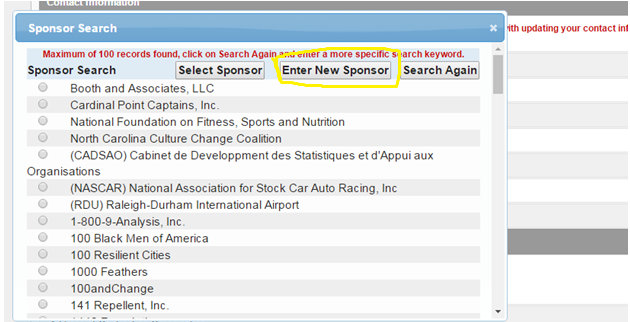 Contact Information
Sponsor Search
with updating your contact inf
Maximum of 100 records found, click on Search Again and enter a more specific search keyword.
Sponsor Search Select Sponsor Enter New Sponsor Search Again
Booth and Associates, LLC
Cardinal Point Captains, Inc.
National Foundation on Fitness, Sports and Nutrition
North Carolina Culture Change Coalition
(CADSAO) Cabinet de Developpment des Statistiques et d'Appui aux
Organisations
(NASCAR) National Association for Stock Car Auto Racing, Inc
(RDU) Raleigh-Durham International Airport
1-800-9-Analysis, Inc.
100 Black Men of America
100 Resilient Cities
1000 Feathers
100andChange
141 Repellent, Inc.